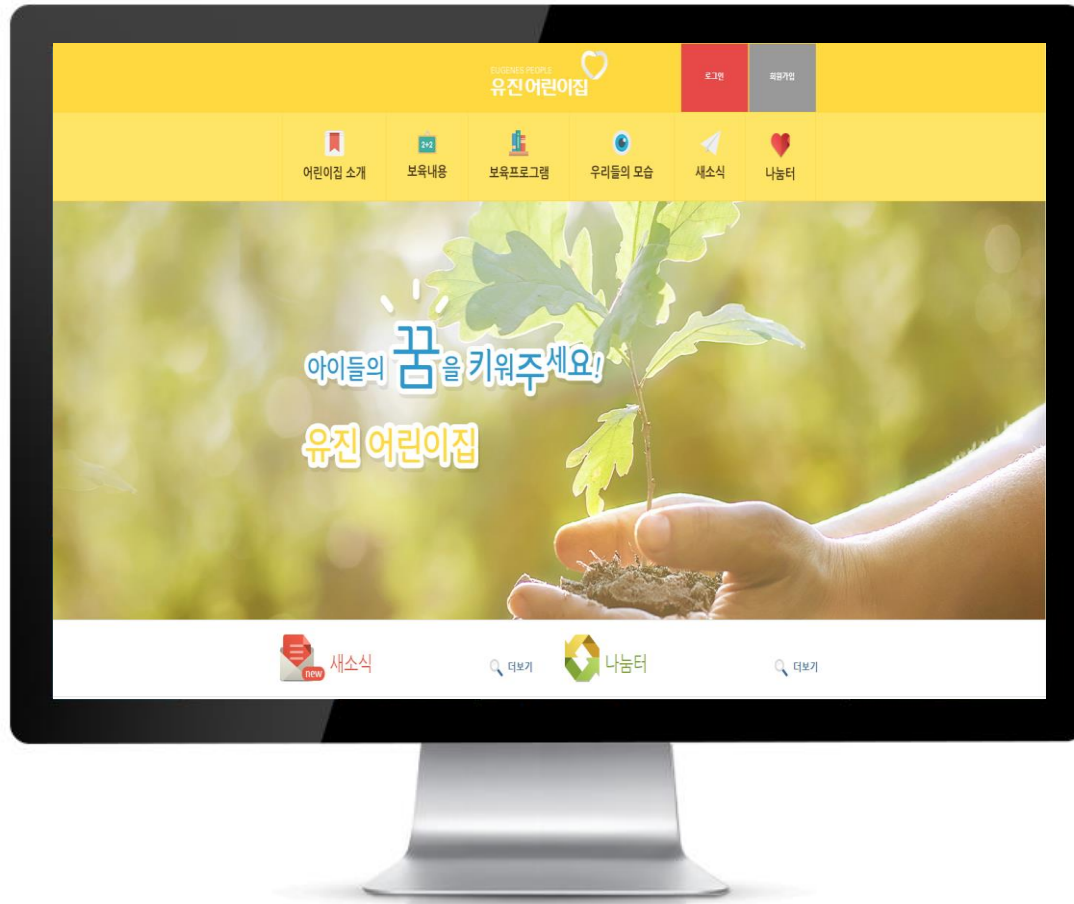 EUGENES PEOPLE
유진어린이집
로그인
회원가입
2+2
어린이집 소개
보육내용
보육프로그램
우리들의 모습
새소식
나눔터
아이들의 꿈을 키워주세요!
유진 어린이집
new
새소식
더보기
나눔터
더보기